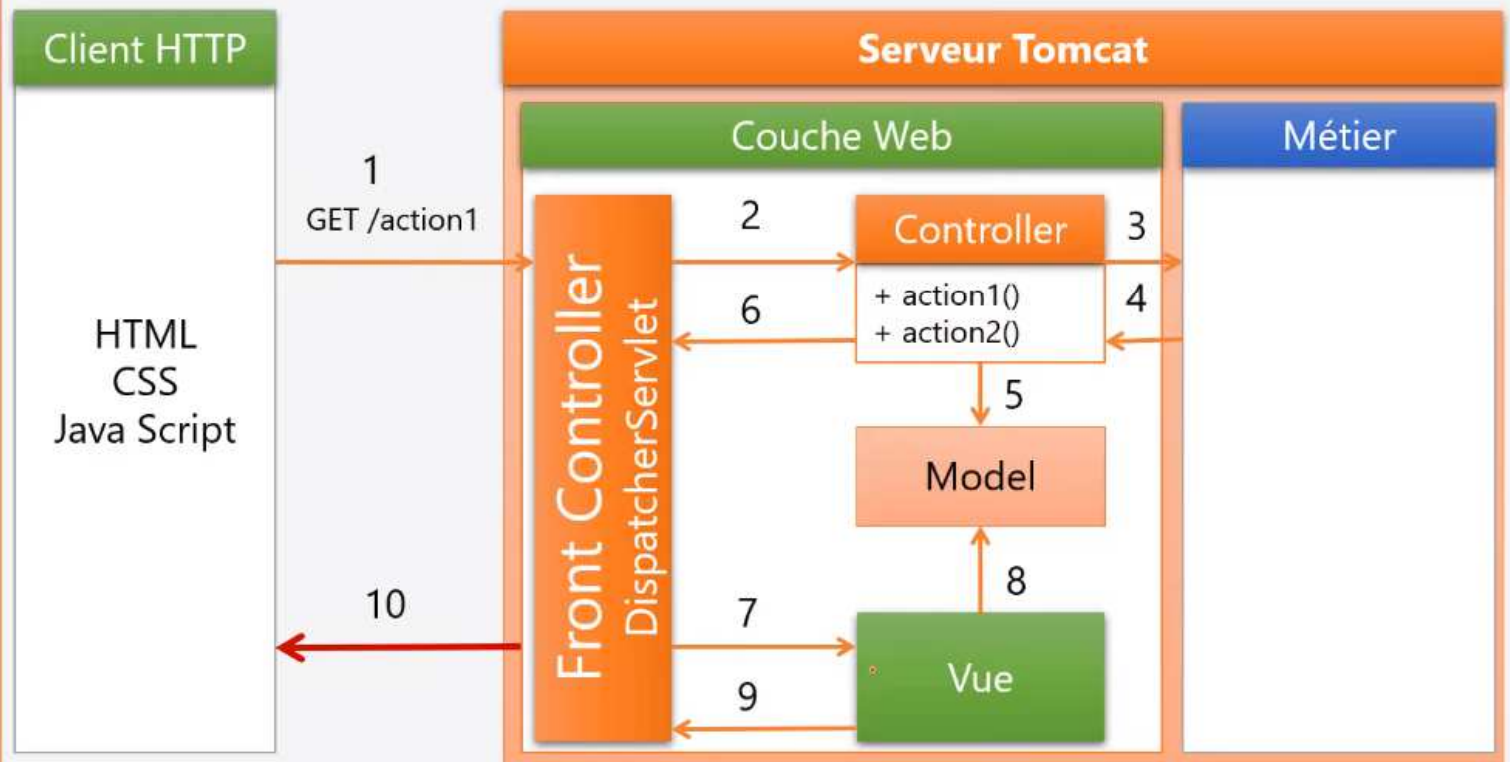 Client HTTP
Serveur Tomcat
Couche Web
Métier
1
GET /action1
2
Controller
3
+ action1()
+ action2()
4
6
5
HTML
CSS
Java Script
Front Controller
DispatcherServlet
Model
8
10
7
Vue
9